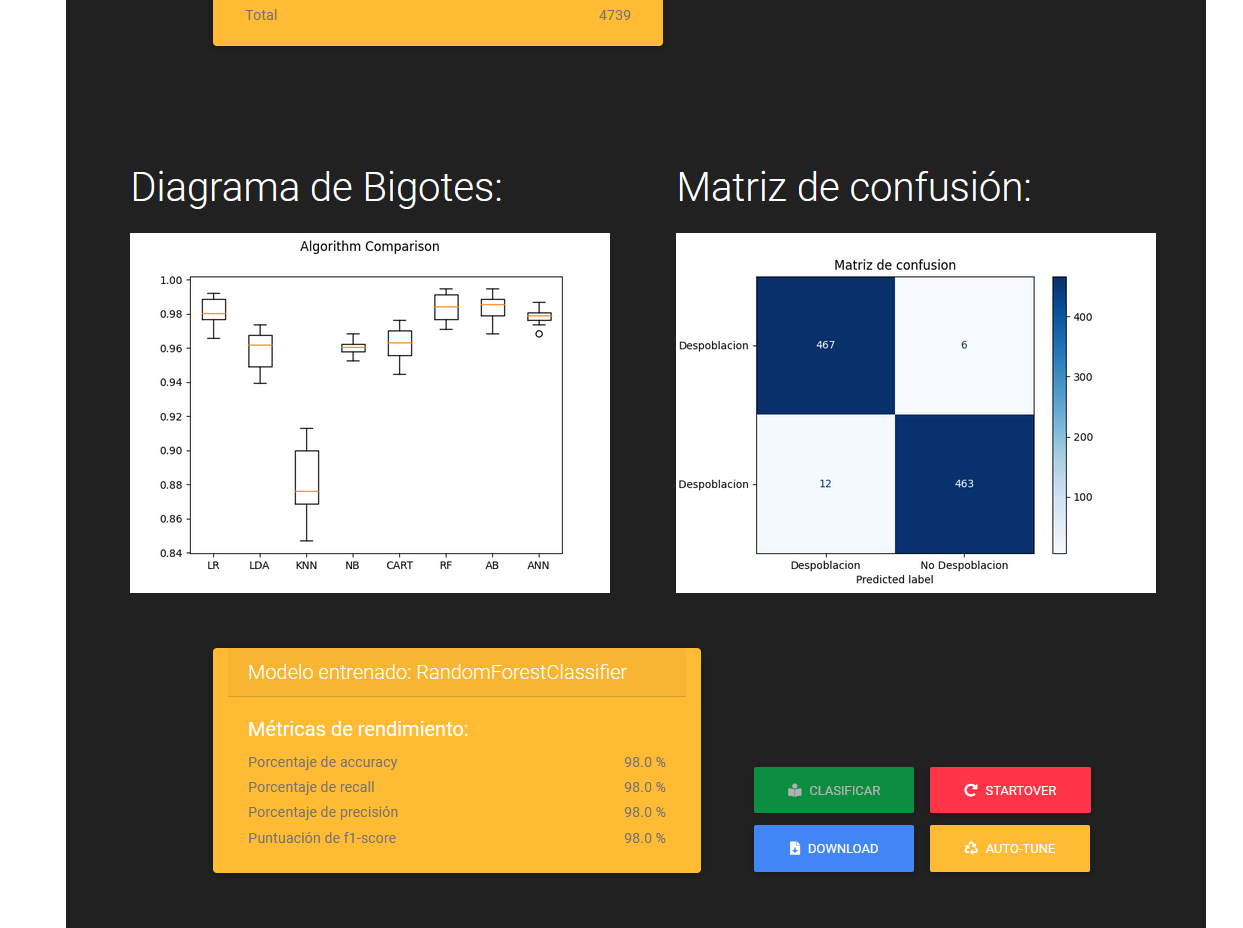 Total 4739
Diagrama de Bigotes:
Matriz de confusión:
Algorithm Comparison
1.00
0.98
0.96
0.94
0.92
0.90
0.88
0.86
0.84
LR LDA KNN NB CART RF AB ANN
Matriz de confusion
Despoblacion 467 6
Despoblacion 12 463
Despoblacion No Despoblacion
Predicted label
400
300
200
100
Modelo entrenado: RandomForestClassifier
Métricas de rendimiento:
Porcentaje de accuracy 98.0 %
Porcentaje de recall 98.0 %
Porcentaje de precisión 98.0 %
Puntuación de f1-score 98.0 %
CLASIFICAR STARTOVER
DOWNLOAD AUTO-TUNE